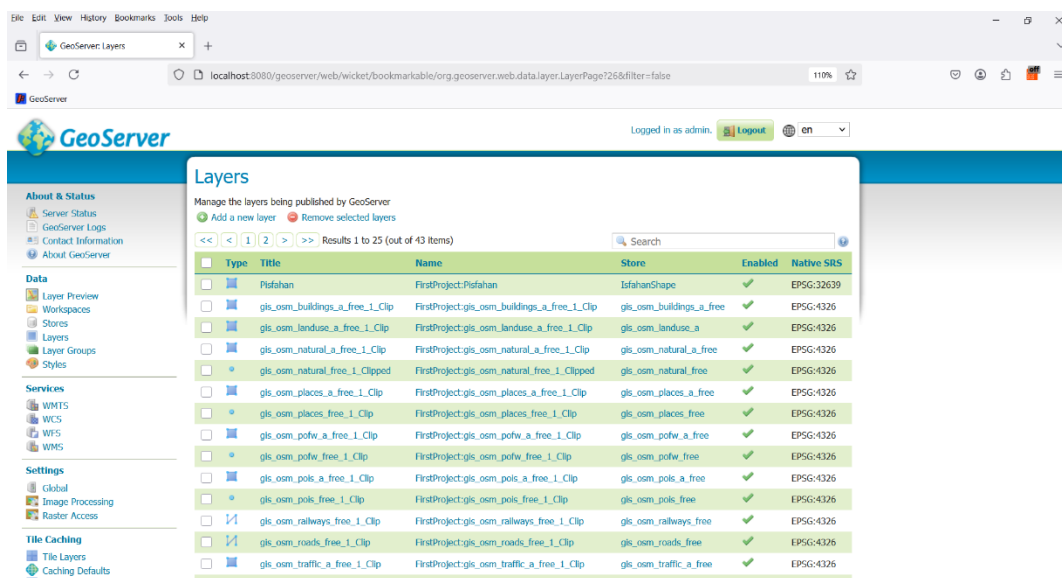 File Edit View History Bookmarks Tools Help
GeoServer: Layers
localhost:8080/geoserver/web/wicket/bookmarkable/org.geoserver.web.data.layer.LayerPage?26&filter=false 110% off
GeoServer
GeoServer Logged in as admin. Logout en
Layers
Manage the layers being published by GeoServer
Add a new layer Remove selected layers
<< < 1 2 > >> Results 1 to 25 (out of 43 items) Search
Type Title Name Store Enabled Native SRS
Pisfahan FirstProject:Pisfahan IsfahanShape EPSG:32639
gis_osm_buildings_a_free_1_Clip FirstProject:gis_osm_buildings_a_free_1_Clip gis_osm_buildings_a_free EPSG:4326
gis_osm_landuse_a_free_1_Clip FirstProject:gis_osm_landuse_a_free_1_Clip gis_osm_landuse_a EPSG:4326
gis_osm_natural_a_free_1_Clip FirstProject:gis_osm_natural_a_free_1_Clip gis_osm_natural_a_free EPSG:4326
gis_osm_natural_free_1_Clipped FirstProject:gis_osm_natural_free_1_Clipped gis_osm_natural_free EPSG:4326
gis_osm_places_a_free_1_Clip FirstProject:gis_osm_places_a_free_1_Clip gis_osm_places_a_free EPSG:4326
gis_osm_places_free_1_Clip FirstProject:gis_osm_places_free_1_Clip gis_osm_places_free EPSG:4326
gis_osm_pofw_a_free_1_Clip FirstProject:gis_osm_pofw_a_free_1_Clip gis_osm_pofw_a_free EPSG:4326
gis_osm_pofw_free_1_Clip FirstProject:gis_osm_pofw_free_1_Clip gis_osm_pofw_free EPSG:4326
gis_osm_pois_a_free_1_Clip FirstProject:gis_osm_pois_a_free_1_Clip gis_osm_pois_a_free EPSG:4326
gis_osm_pois_free_1_Clip FirstProject:gis_osm_pois_free_1_Clip gis_osm_pois_free EPSG:4326
gis_osm_railways_free_1_Clip FirstProject:gis_osm_railways_free_1_Clip gis_osm_railways_free EPSG:4326
gis_osm_roads_free_1_Clip FirstProject:gis_osm_roads_free_1_Clip gis_osm_roads_free EPSG:4326
gis_osm_traffic_a_free_1_Clip FirstProject:gis_osm_traffic_a_free_1_Clip gis_osm_traffic_a_free EPSG:4326
About & Status
Server Status
GeoServer Logs
Contact Information
About GeoServer
Data
Layer Preview
Workspaces
Stores
Layers
Layer Groups
Styles
Services
WMTS
WCS
WFS
WMS
Settings
Global
Image Processing
Raster Access
Tile Caching
Tile Layers
Caching Defaults